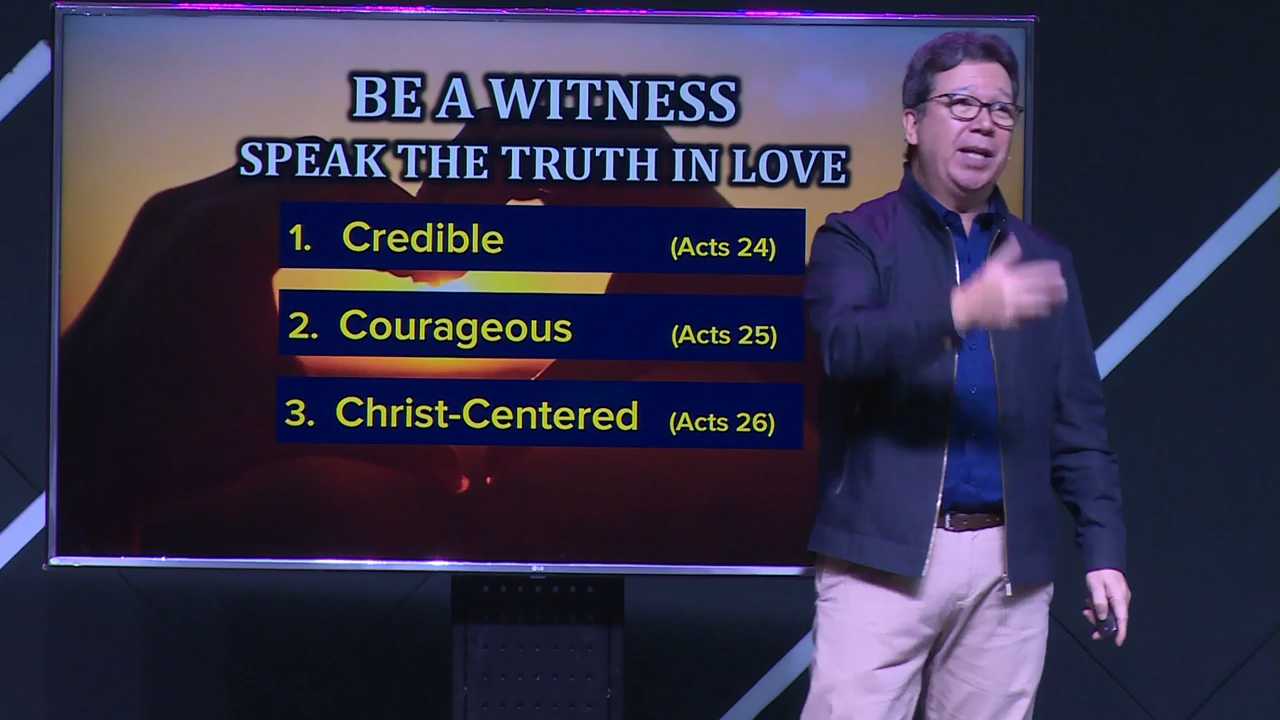 BE A WITNESS
SPEAK THE TRUTH IN LOVE
1. Credible (Acts 24)
2. Courageous (Acts 25)
3. Christ-Centered (Acts 26)
LG